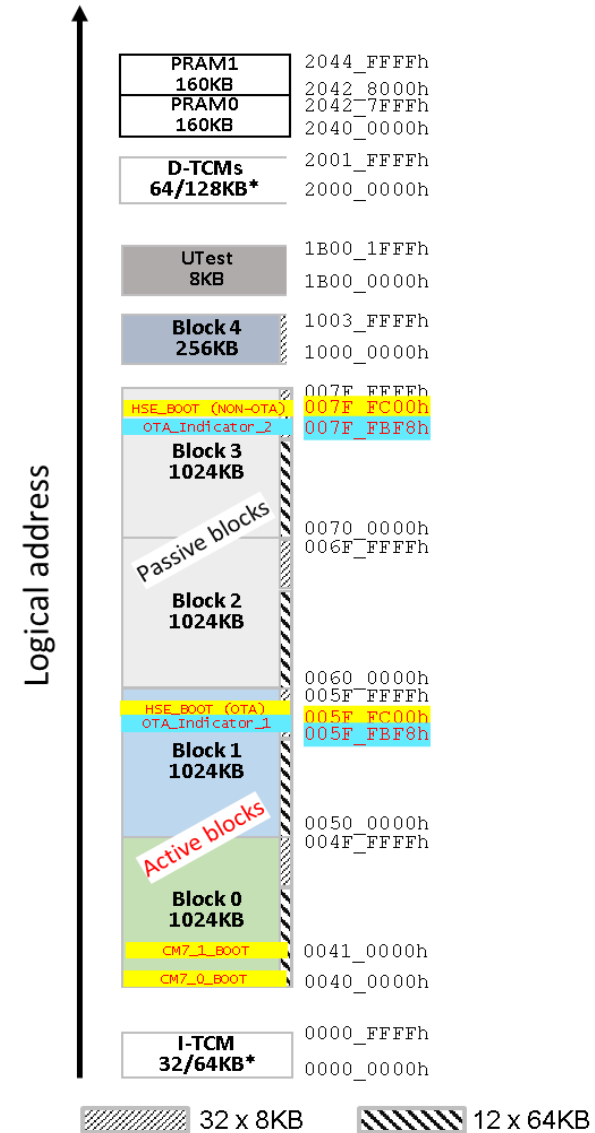 PRAM1
160KB
2044_FFFFh
2042_8000h
PRAM0
160KB
2042_7FFFh
2040_0000h
D-TCMs
64/128KB*
2001_FFFFh
2000_0000h
UTest
8KB
1B00_1FFFh
1B00_0000h
Block 4
256KB
1003_FFFFh
1000_0000h
007F_FFFFh
HSE_BOOT (NON-OTA) 007F_FC00h
OTA_Indicator_2 007F_FBF8h
Block 3
1024KB
Passive blocks
0070_0000h
006F_FFFFh
Block 2
1024KB
0060_0000h
005F_FFFFh
HSE_BOOT (OTA) 005F_FC00h
OTA_Indicator_1 005F_FBF8h
Block 1
1024KB
Active blocks
0050_0000h
004F_FFFFh
Block 0
1024KB
CM7_1_BOOT 0041_0000h
CM7_0_BOOT 0040_0000h
I-TCM
32/64KB*
0000_FFFFh
0000_0000h
Logical address
32 x 8KB 12 x 64KB